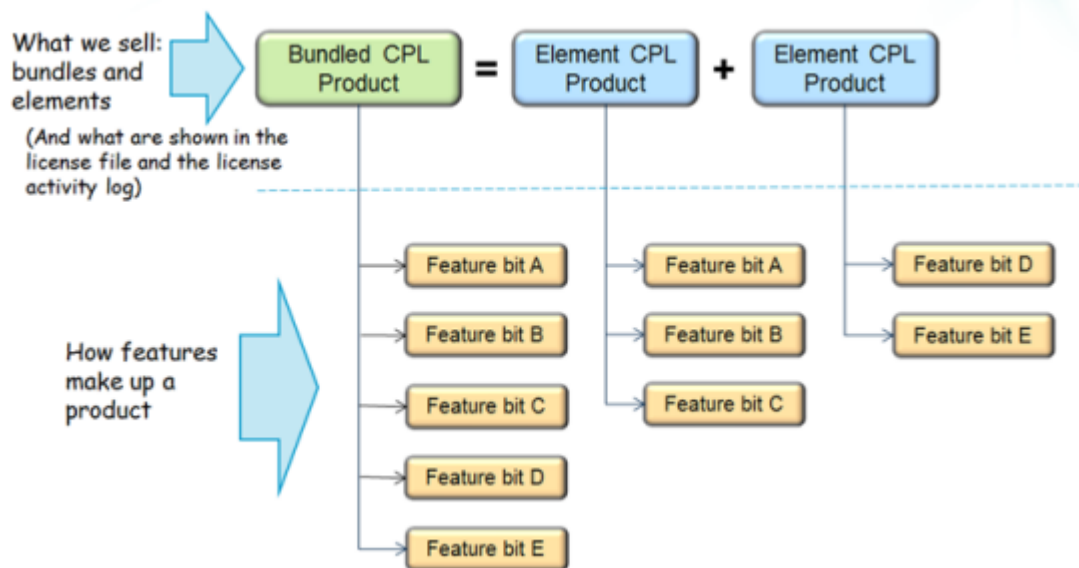 What we sell:
bundles and
elements
(And what are shown in the
license file and the license
activity log)
Bundled CPL
Product
=
Element CPL
Product
+
Element CPL
Product
How features
make up a
product
Feature bit A
Feature bit B
Feature bit C
Feature bit D
Feature bit E
Feature bit A
Feature bit B
Feature bit C
Feature bit D
Feature bit E